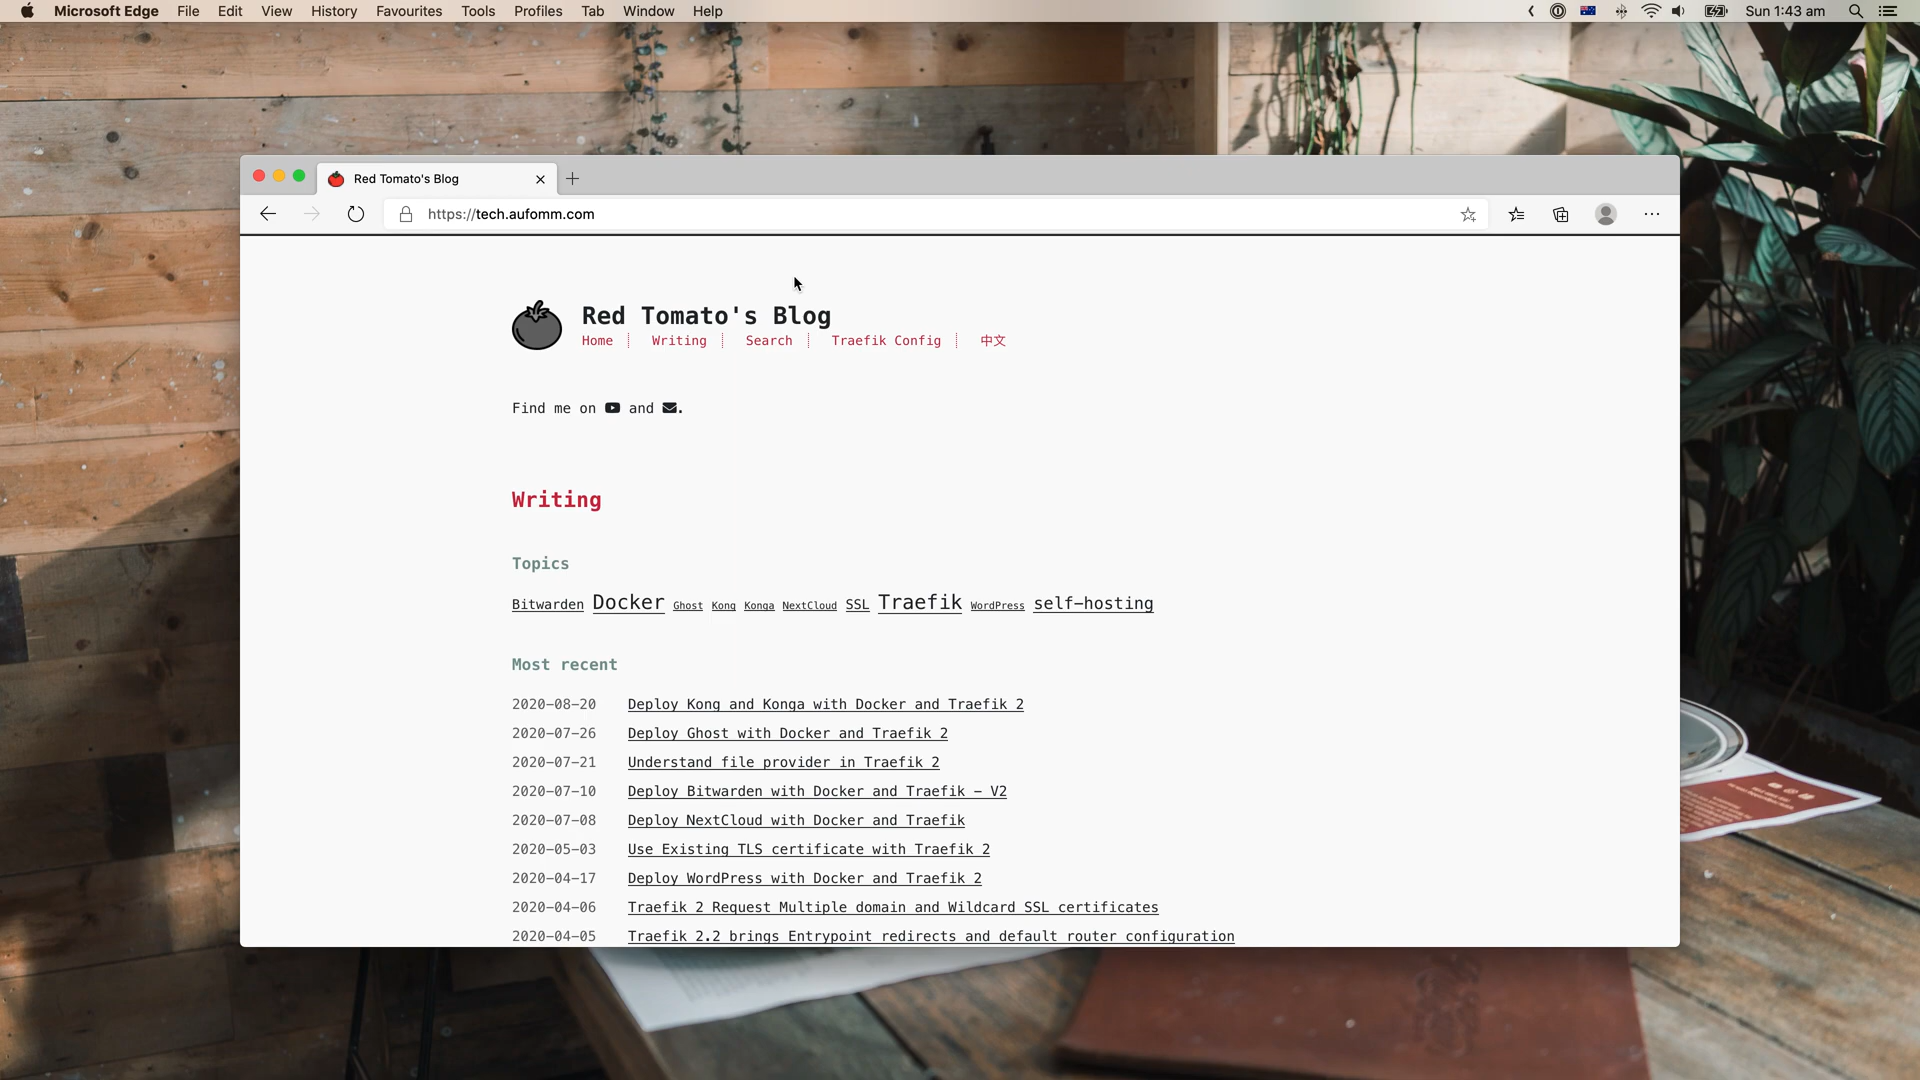 Microsoft Edge File Edit View History Favourites Tools Profiles Tab Window Help Sun 1:43 am
Red Tomato's Blog
https://tech.aufomm.com
Red Tomato's Blog
Home Writing Search Traefik Config 中文
Find me on and .
Writing
Topics
Bitwarden Docker Ghost Kong Konga NextCloud SSL Traefik WordPress self-hosting
Most recent
2020-08-20 Deploy Kong and Konga with Docker and Traefik 2
2020-07-26 Deploy Ghost with Docker and Traefik 2
2020-07-21 Understand file provider in Traefik 2
2020-07-10 Deploy Bitwarden with Docker and Traefik - V2
2020-07-08 Deploy NextCloud with Docker and Traefik
2020-05-03 Use Existing TLS certificate with Traefik 2
2020-04-17 Deploy WordPress with Docker and Traefik 2
2020-04-06 Traefik 2 Request Multiple domain and Wildcard SSL certificates
2020-04-05 Traefik 2.2 brings Entrypoint redirects and default router configuration